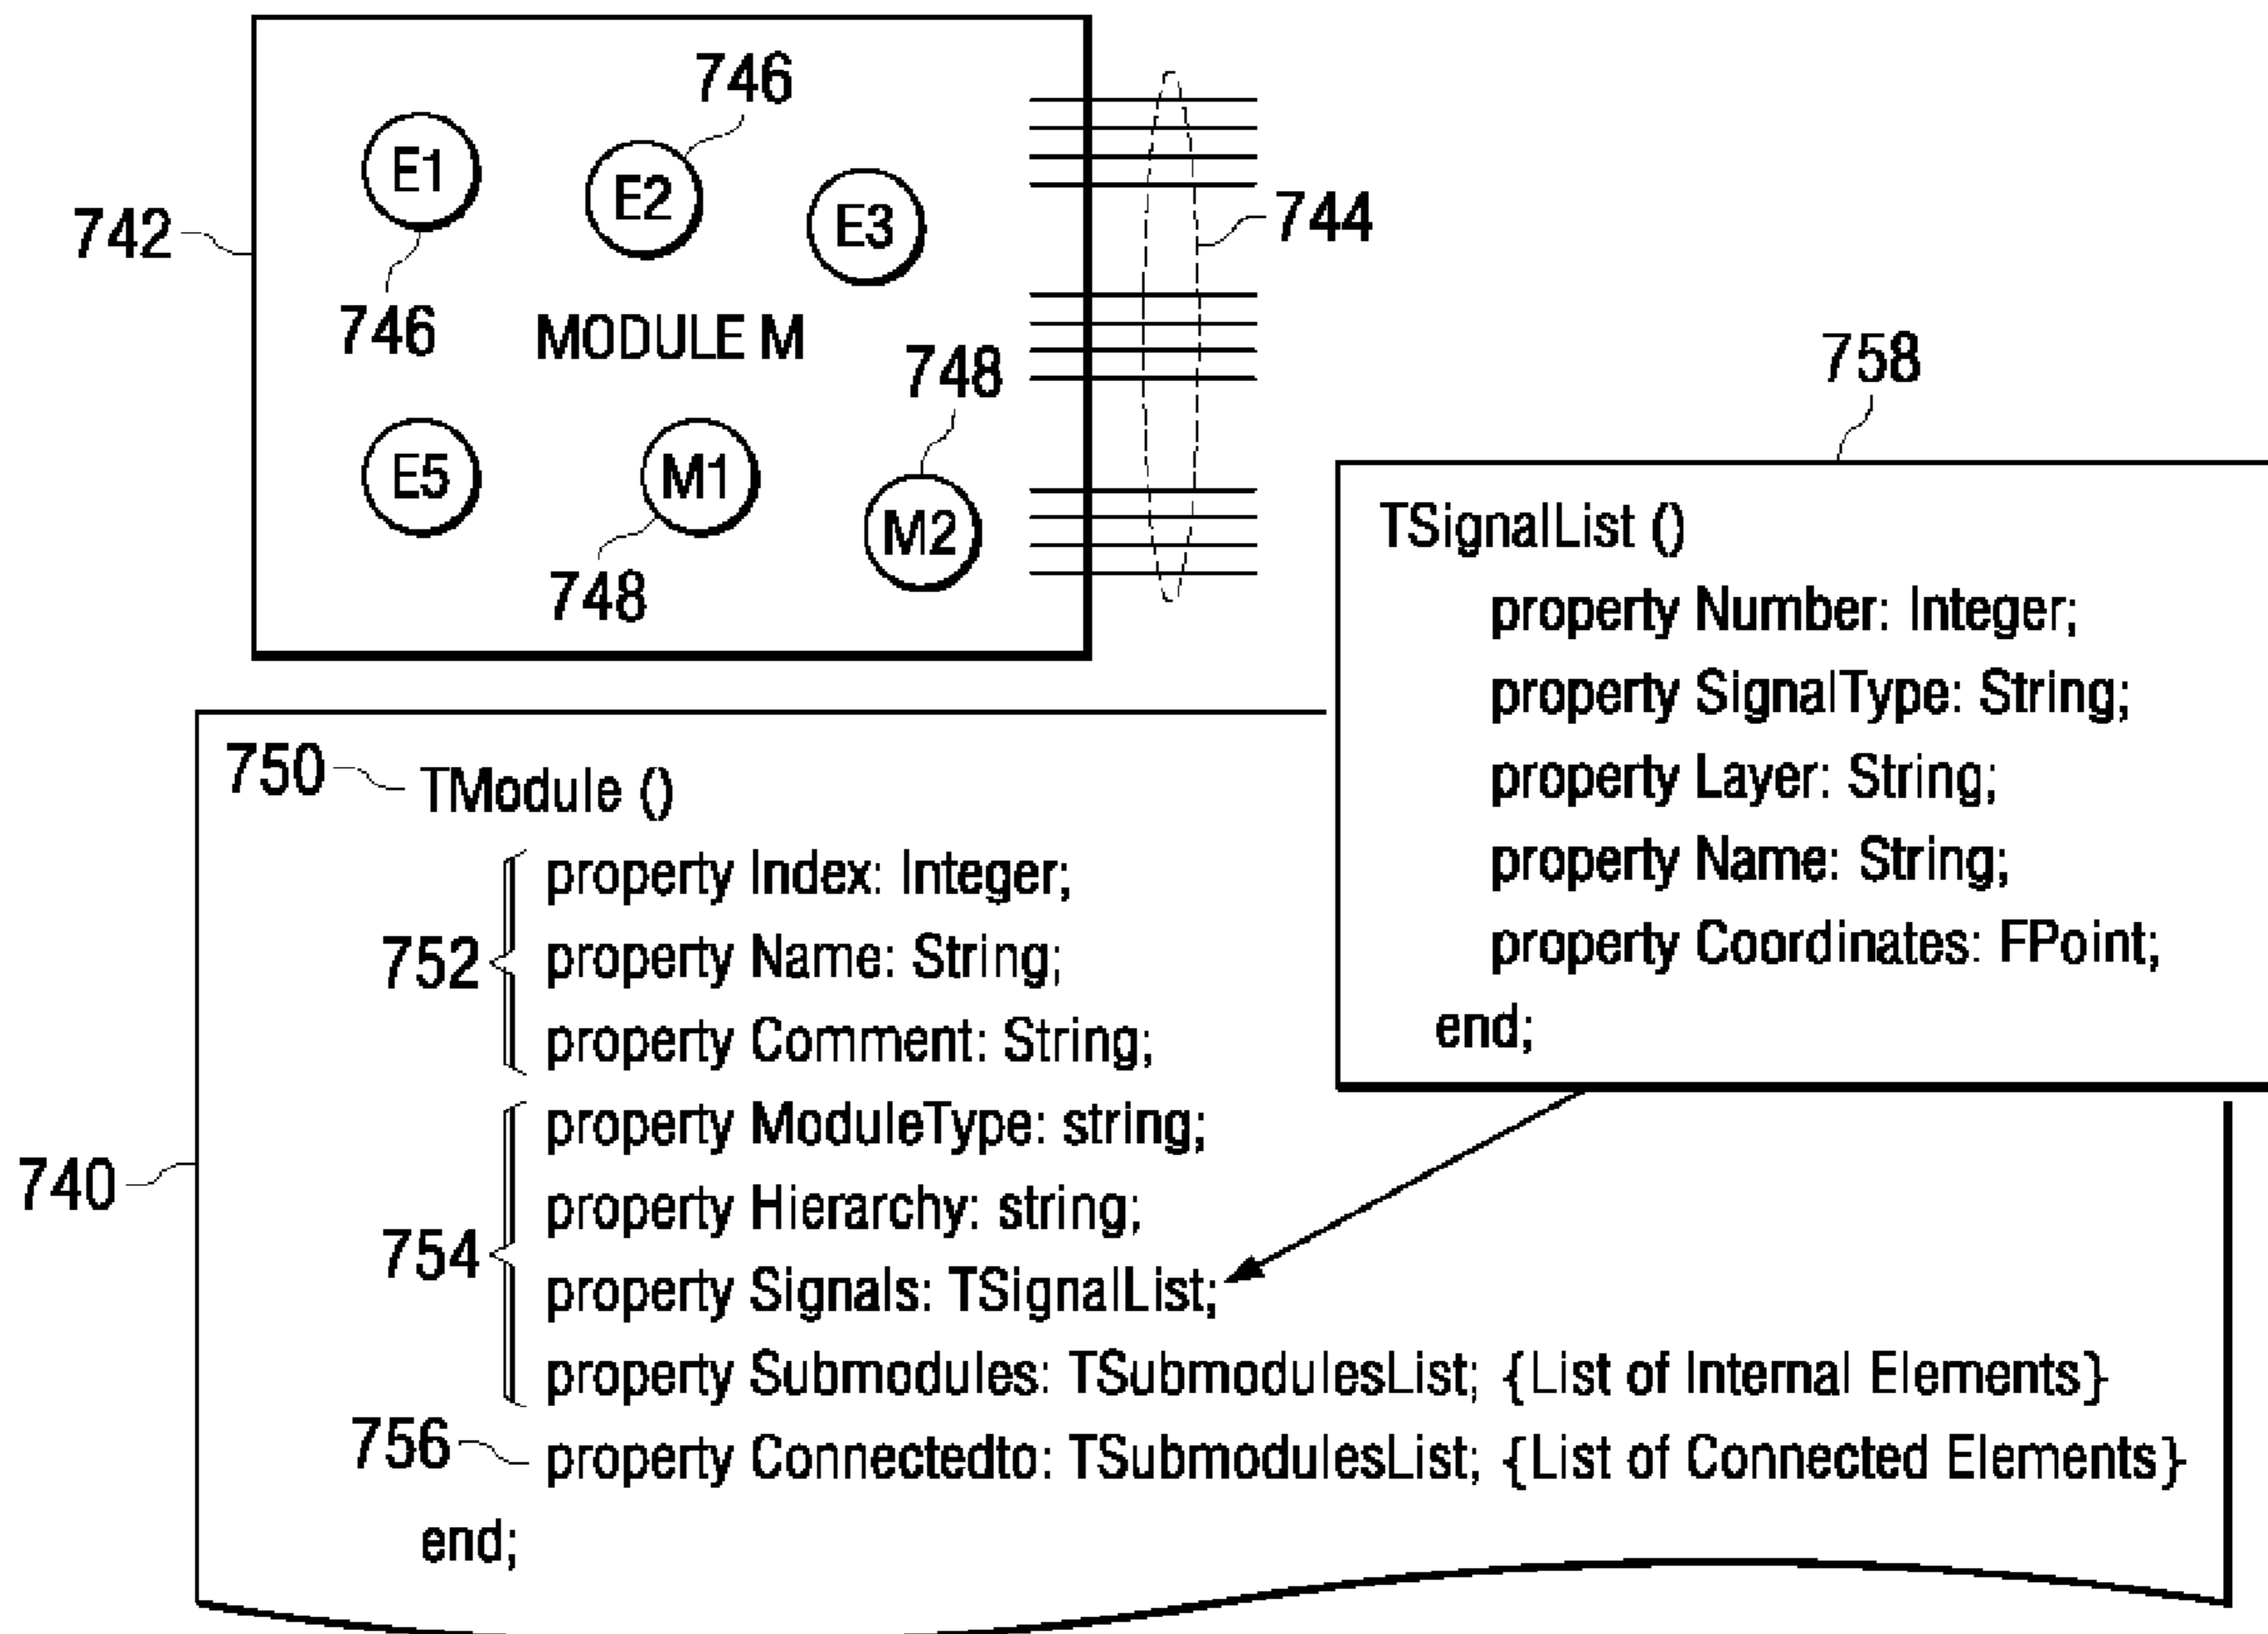 746
E1
E2
E3
742
744
746
MODULE M
748
758
E5
M1
M2
748
TSignalList ()
property Number: Integer;
property SignalType: String;
property Layer: String;
property Name: String;
property Coordinates: FPoint;
end;
750
TModule ()
property Index: Integer;
752
property Name: String;
property Comment: String;
property ModuleType: string;
740
property Hierarchy: string;
754
property Signals: TSignalList;
property Submodules: TSubmodulesList; {List of Internal Elements}
756
property Connectedto: TSubmodulesList; {List of Connected Elements}
end;